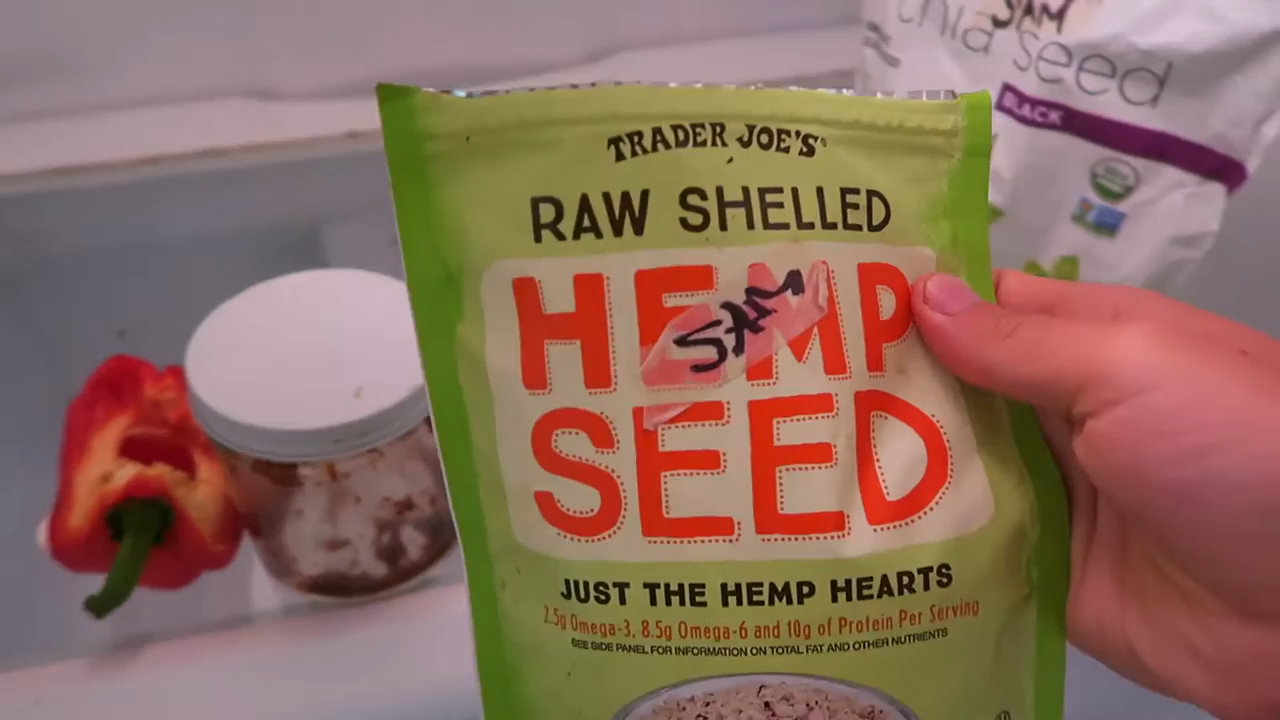 TRADER JOE'S
RAW SHELLED
HEMP
SAM
SEED
JUST THE HEMP HEARTS
2.5g Omega-3, 8.5g Omega-6 and 10g of Protein Per Serving
SEE SIDE PANEL FOR INFORMATION ON TOTAL FAT AND OTHER NUTRIENTS
SAM
chia seed
BLACK